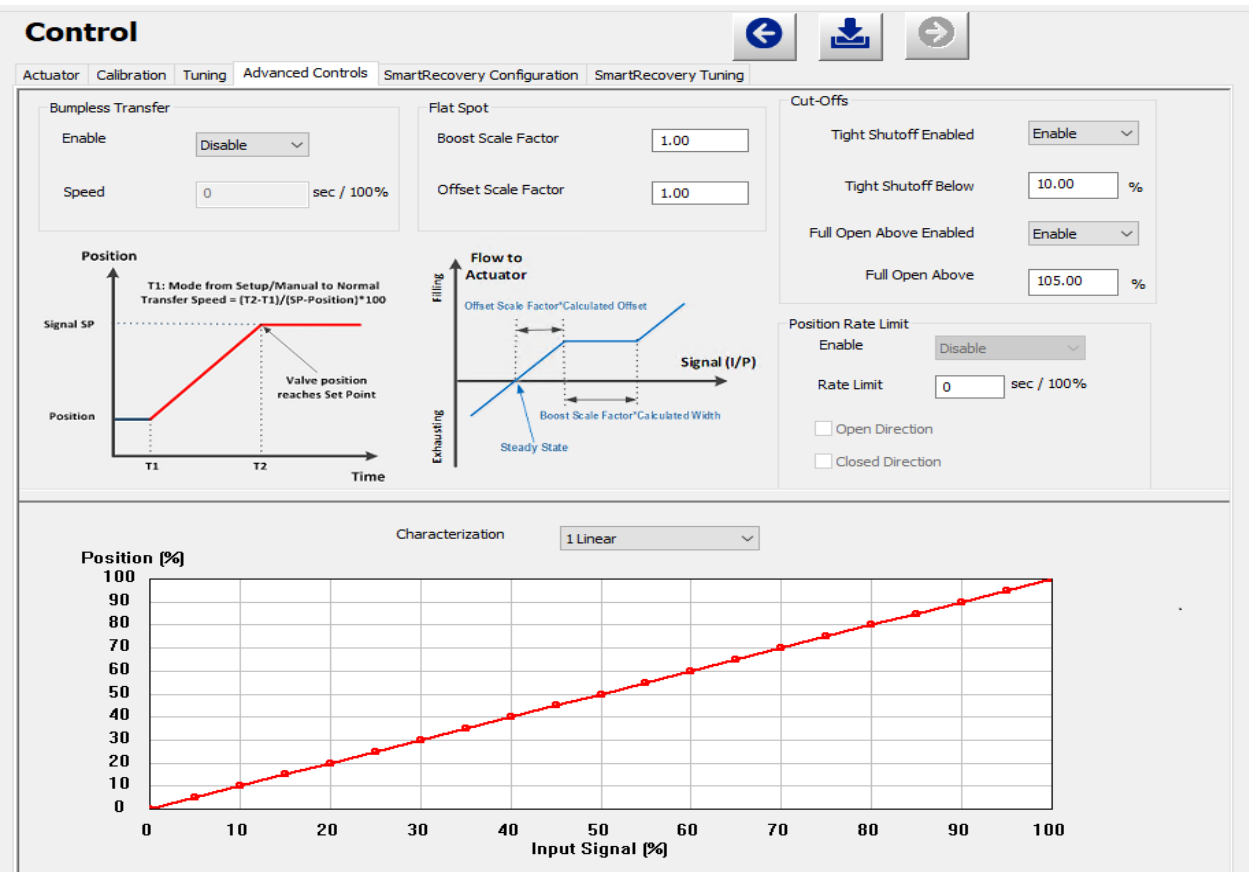 Control
Actuator Calibration Tuning Advanced Controls SmartRecovery Configuration SmartRecovery Tuning
Bumpless Transfer
Enable Disable
Speed 0 sec / 100%
Flat Spot
Boost Scale Factor 1.00
Offset Scale Factor 1.00
Cut-Offs
Tight Shutoff Enabled Enable
Tight Shutoff Below 10.00 %
Full Open Above Enabled Enable
Full Open Above 105.00 %
Position
T1: Mode from Setup/Manual to Normal
Transfer Speed = (T2-T1)/(SP-Position)*100
Signal SP
Valve position
reaches Set Point
Position
T1 T2
Time
Flow to
Actuator
Filling
Offset Scale Factor*Calculated Offset
Signal (I/P)
Boost Scale Factor*Calculated Width
Exhausting
Steady State
Position Rate Limit
Enable Disable
Rate Limit 0 sec / 100%
Open Direction
Closed Direction
Characterization 1 Linear
Position (%)
100
90
80
70
60
50
40
30
20
10
0
0 10 20 30 40 50 60 70 80 90 100
Input Signal (%)